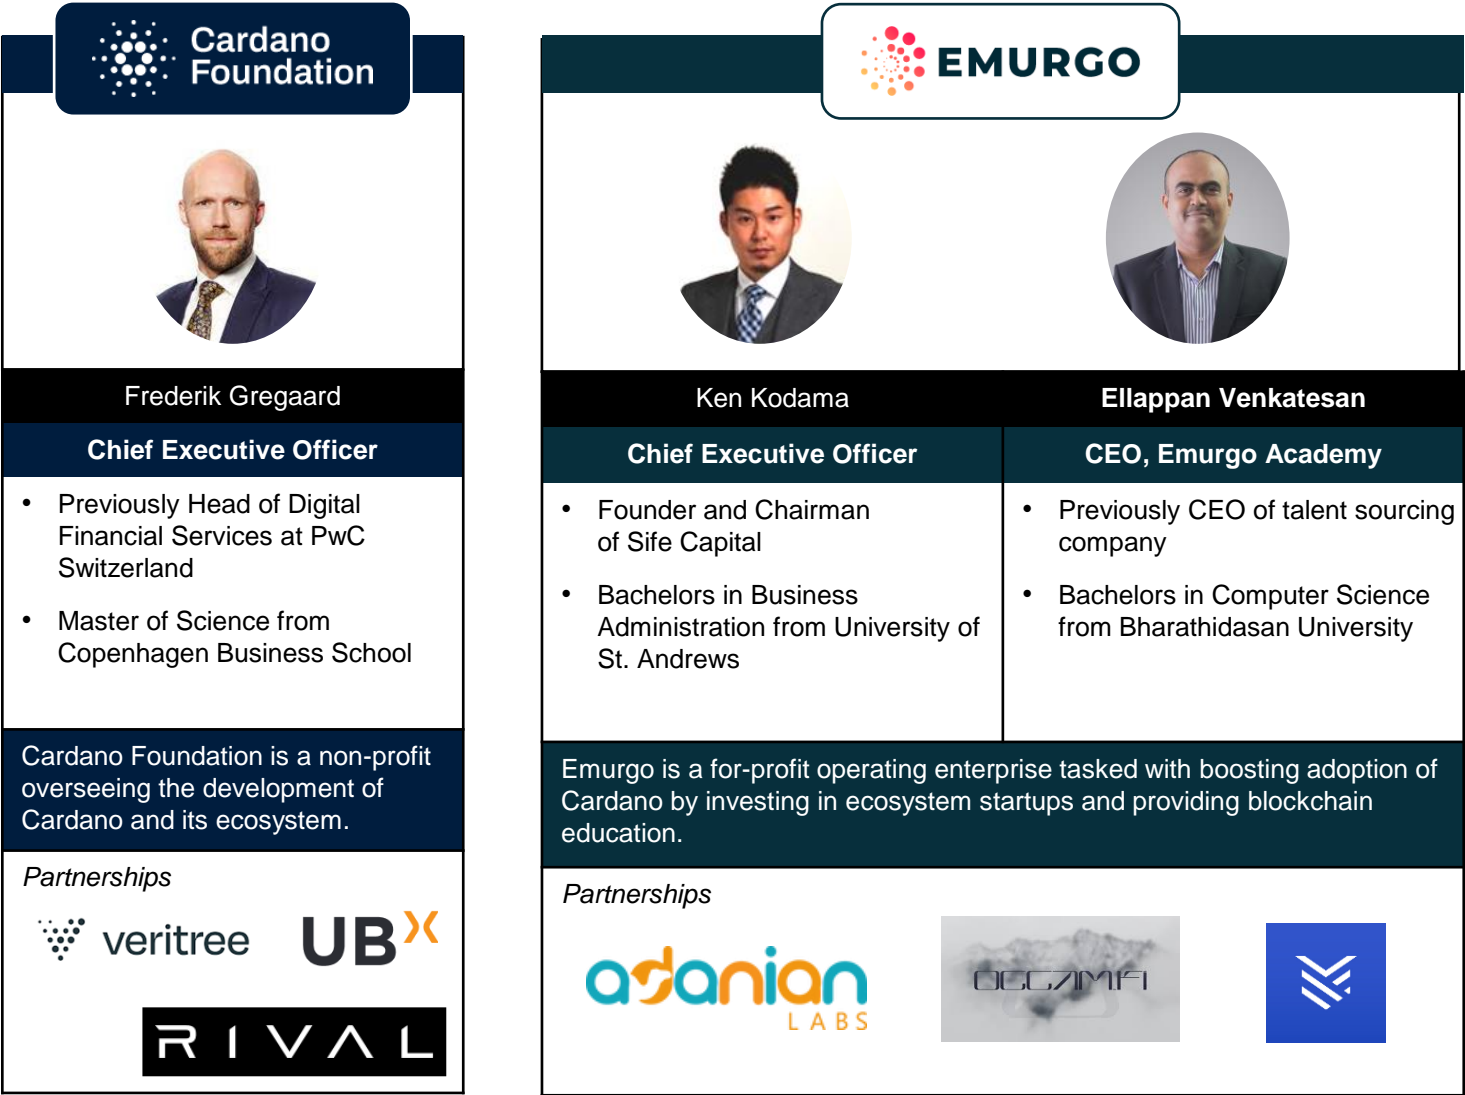 Cardano
Foundation
Frederik Gregaard
Chief Executive Officer
• Previously Head of Digital
Financial Services at PwC
Switzerland
• Master of Science from
Copenhagen Business School
Cardano Foundation is a non-profit
overseeing the development of
Cardano and its ecosystem.
Partnerships
veritree
UBX
RIVAL
EMURGO
Ken Kodama
Chief Executive Officer
• Founder and Chairman
of Sife Capital
• Bachelors in Business
Administration from University of
St. Andrews
Ellappan Venkatesan
CEO, Emurgo Academy
• Previously CEO of talent sourcing
company
• Bachelors in Computer Science
from Bharathidasan University
Emurgo is a for-profit operating enterprise tasked with boosting adoption of
Cardano by investing in ecosystem startups and providing blockchain
education.
Partnerships
adanian
LABS
OCCAM.FI